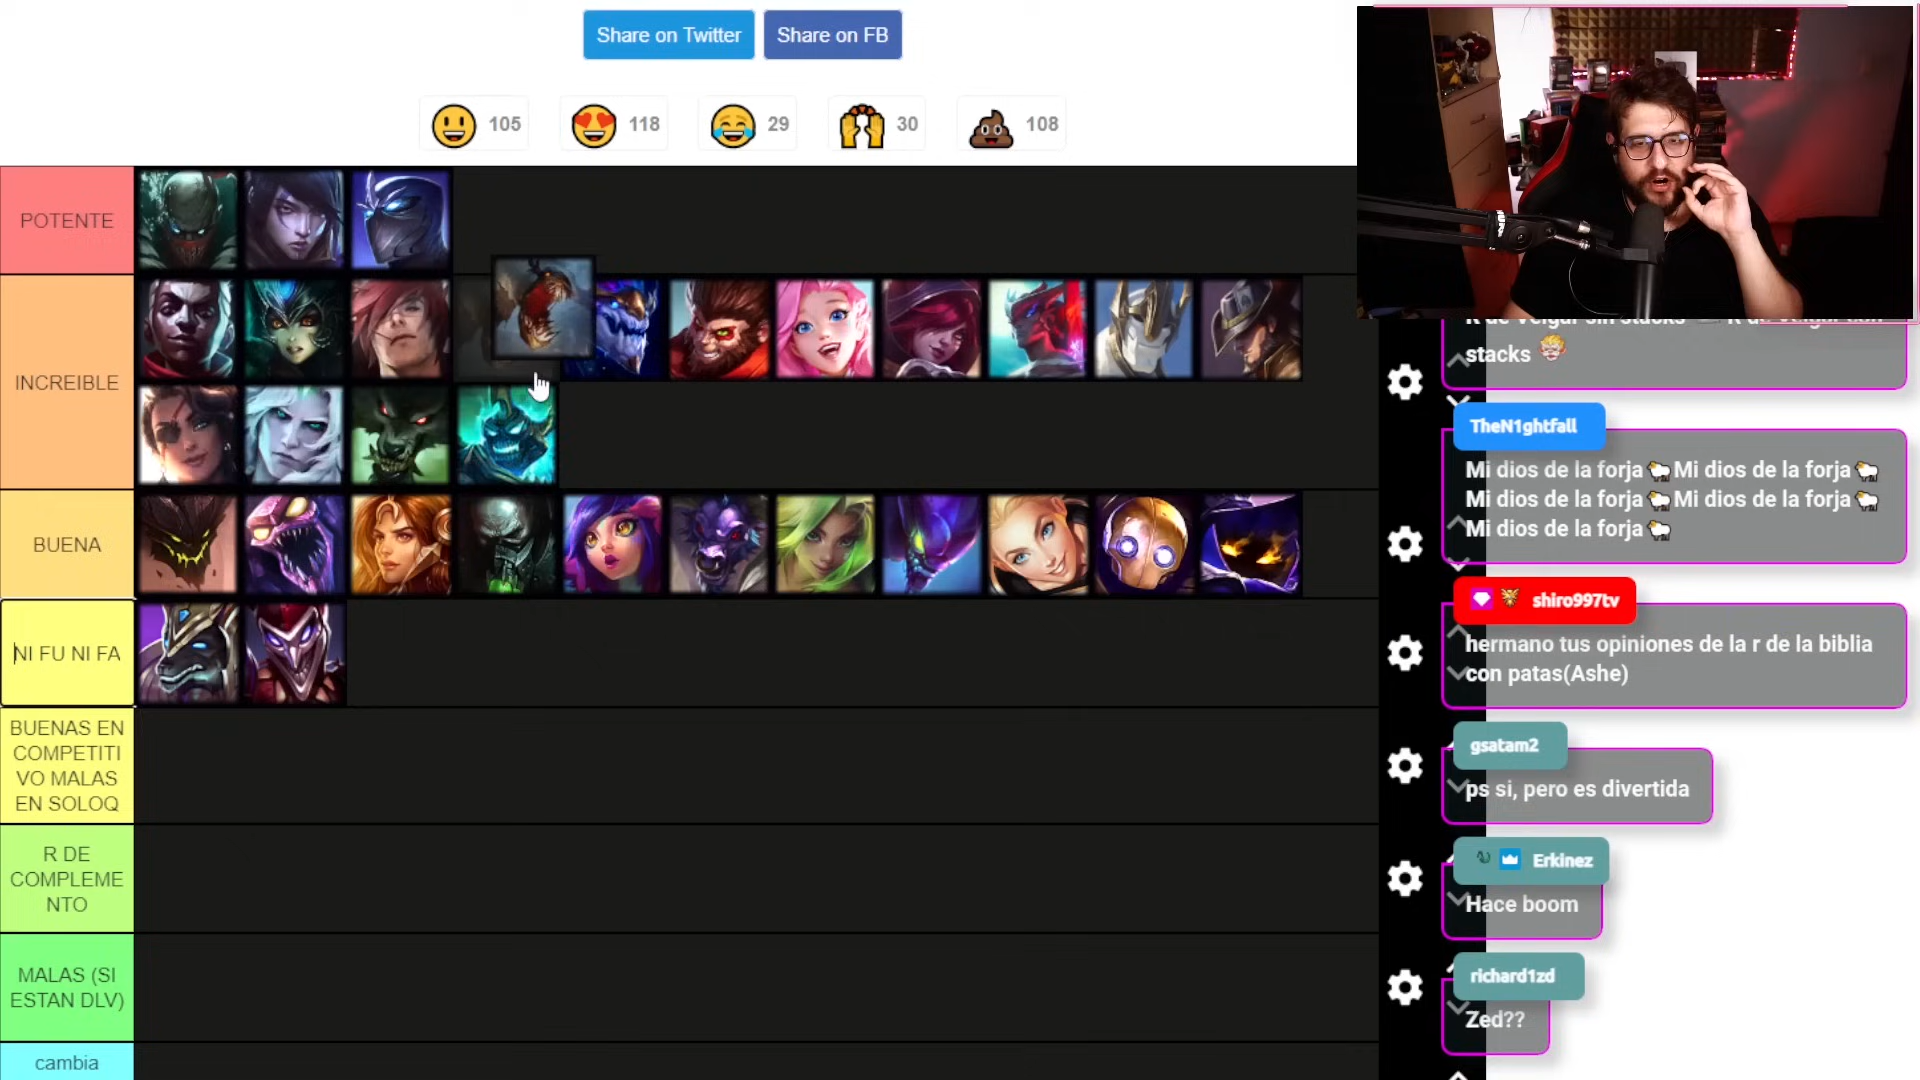 Share on Twitter
Share on FB
105
118
29
30
108
POTENTE
INCREIBLE
BUENA
NI FU NI FA
BUENAS EN
COMPETITI
VO MALAS
EN SOLOQ
R DE
COMPLEME
NTO
MALAS (SI
ESTAN DLV)
cambia
stacks
TheN1ghtfall
Mi dios de la forja Mi dios de la forja
Mi dios de la forja Mi dios de la forja
Mi dios de la forja
shiro997tv
hermano tus opiniones de la r de la biblia
con patas(Ashe)
gsatam2
ps si, pero es divertida
Erkinez
Hace boom
richard1zd
Zed??